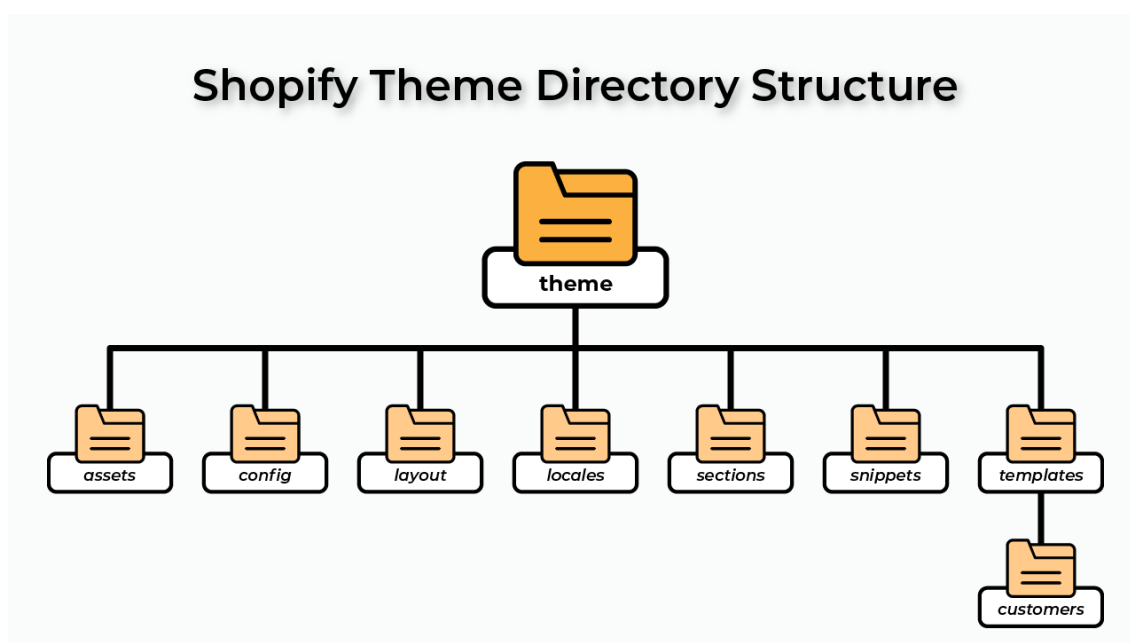 Shopify Theme Directory Structure
theme
assets
config
layout
locales
sections
snippets
templates
customers